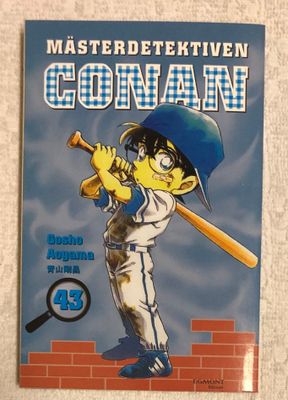 MÄSTERDETEKTIVEN
CONAN
Gosho
Aoyama
青山剛昌
43
EGMONT